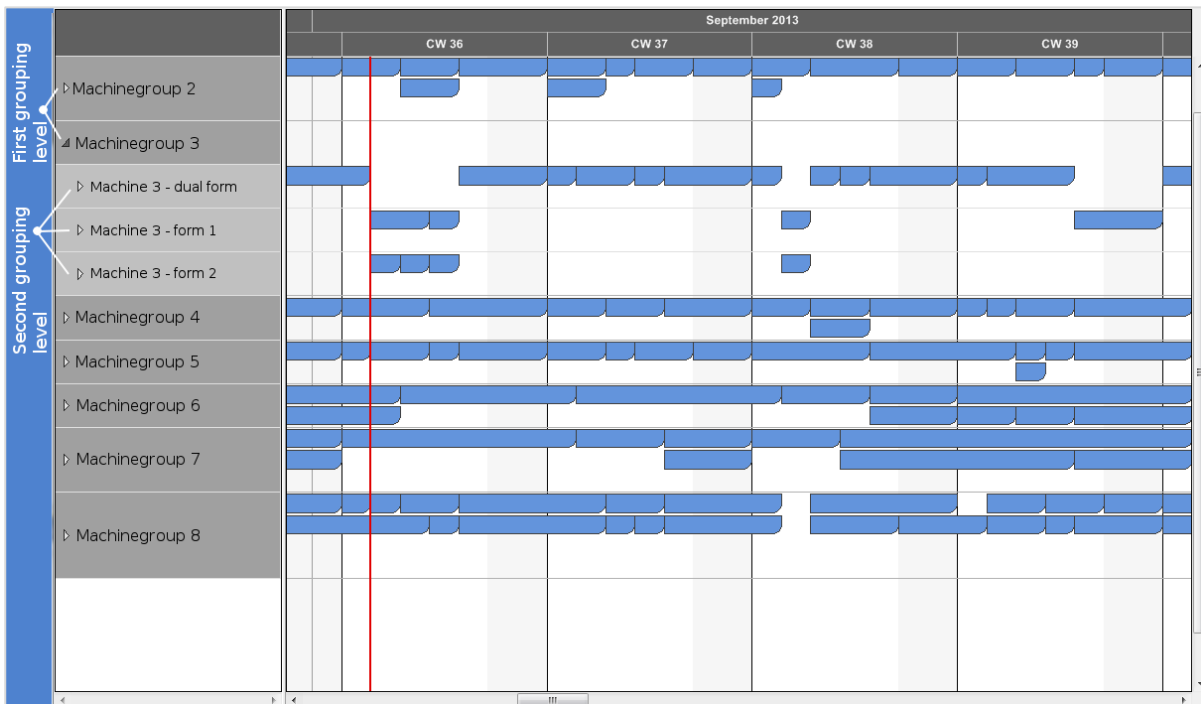 September 2013
CW 36 CW 37 CW 38 CW 39
First grouping
level
Machinegroup 2
Machinegroup 3
Machine 3 - dual form
Machine 3 - form 1
Machine 3 - form 2
Second grouping
level
Machinegroup 4
Machinegroup 5
Machinegroup 6
Machinegroup 7
Machinegroup 8